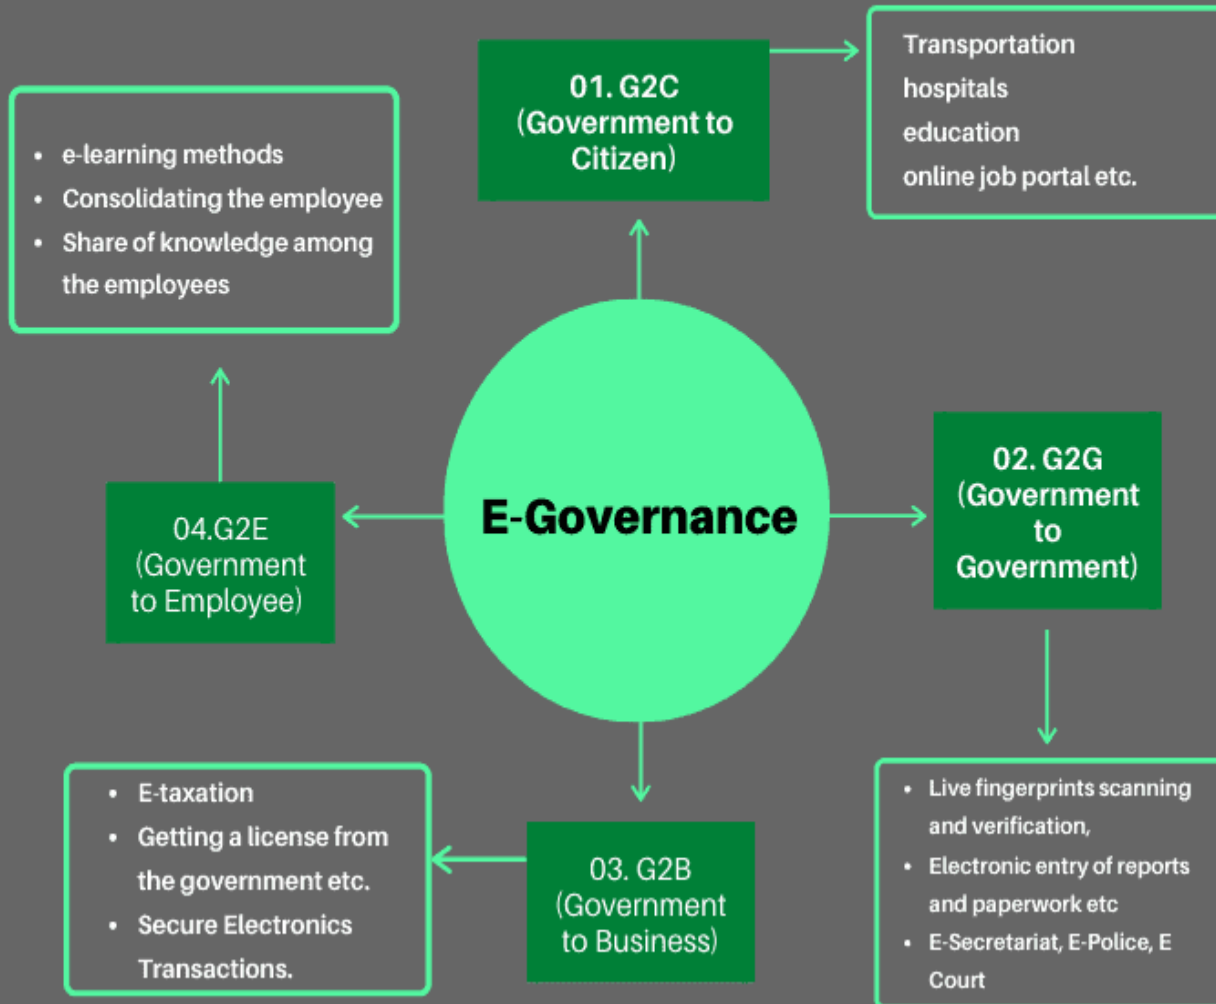 01. G2C
(Government to
Citizen)
Transportation
hospitals
education
online job portal etc.
• e-learning methods
• Consolidating the employee
• Share of knowledge among
the employees
E-Governance
02. G2G
(Government
to
Government)
04.G2E
(Government
to Employee)
• E-taxation
• Getting a license from
the government etc.
• Secure Electronics
Transactions.
03. G2B
(Government
to Business)
• Live fingerprints scanning
and verification,
• Electronic entry of reports
and paperwork etc
• E-Secretariat, E-Police, E
Court